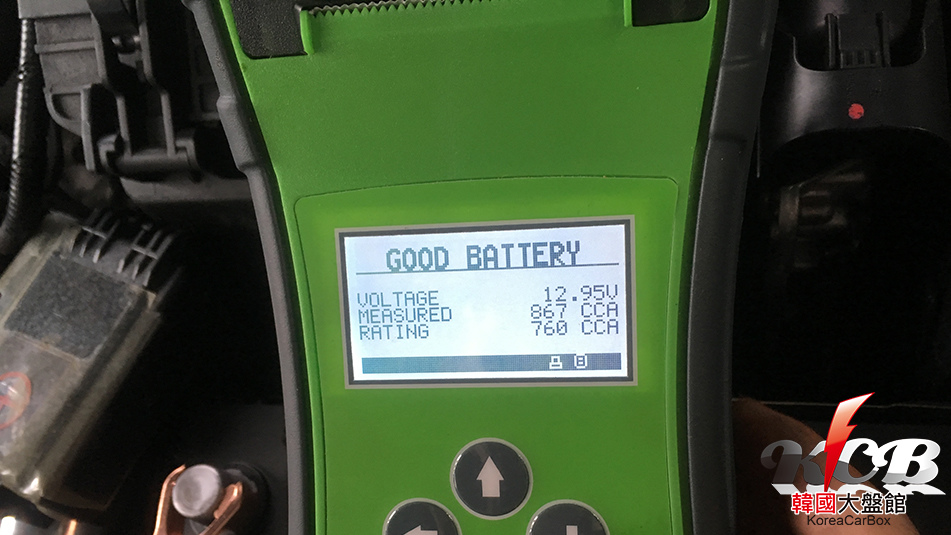 GOOD BATTERY
VOLTAGE 12.95V
MEASURED 867 CCA
RATING 760 CCA
KCB
韓國大盤館
KoreaCarBox